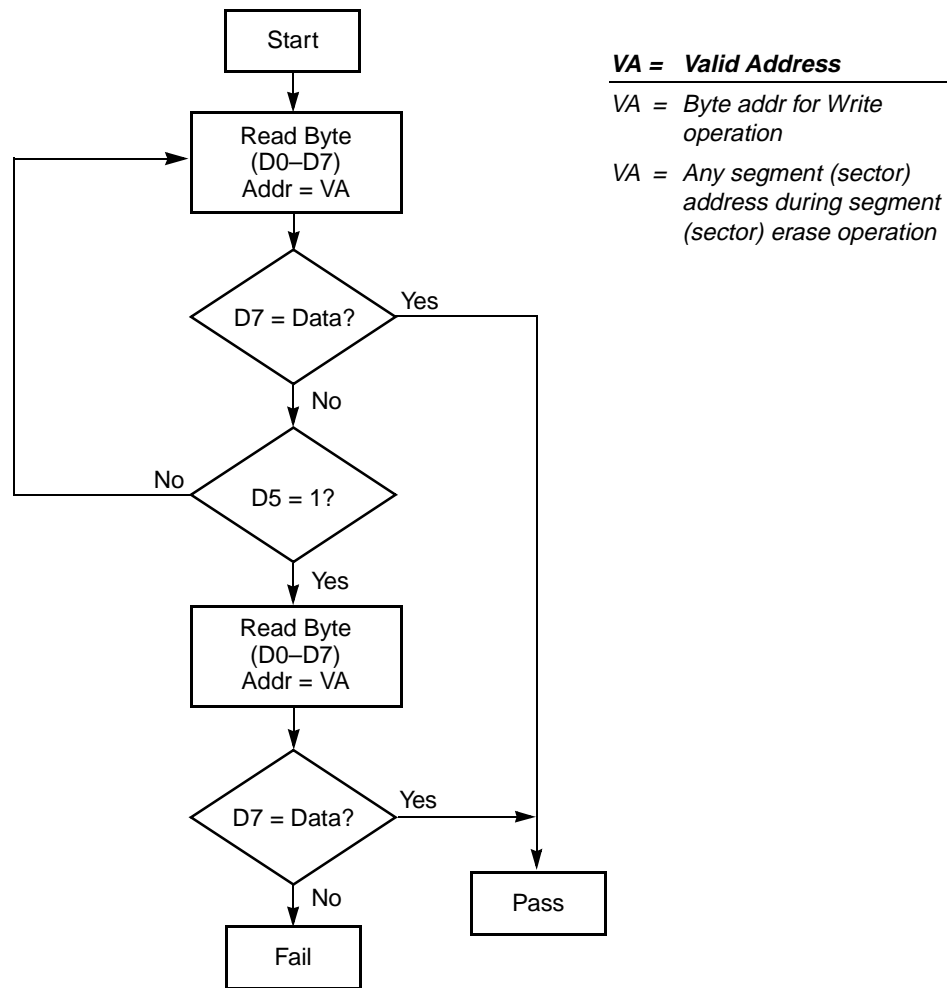 Start
Read Byte
(D0–D7)
Addr = VA
D7 = Data?
Yes
No
D5 = 1?
No
Yes
Read Byte
(D0–D7)
Addr = VA
D7 = Data?
Yes
No
Pass
Fail
VA = Valid Address
VA = Byte addr for Write
operation
VA = Any segment (sector)
address during segment
(sector) erase operation